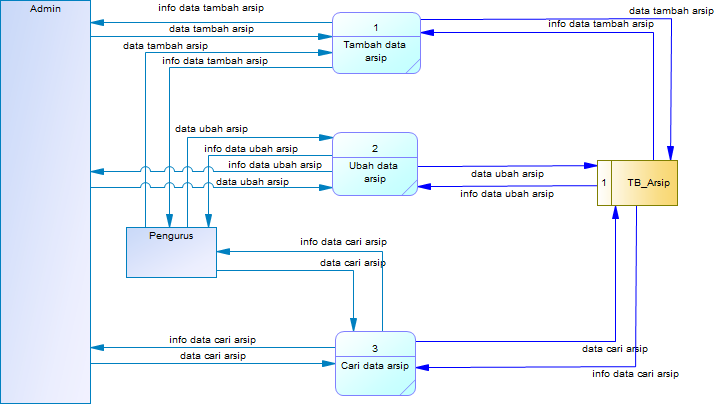 Admin
info data tambah arsip
data tambah arsip
data tambah arsip
info data tambah arsip
1
Tambah data
arsip
data tambah arsip
info data tambah arsip
data ubah arsip
info data ubah arsip
info data ubah arsip
data ubah arsip
2
Ubah data
arsip
data ubah arsip
info data ubah arsip
1
TB_Arsip
Pengurus
info data cari arsip
data cari arsip
info data cari arsip
data cari arsip
3
Cari data arsip
data cari arsip
info data cari arsip